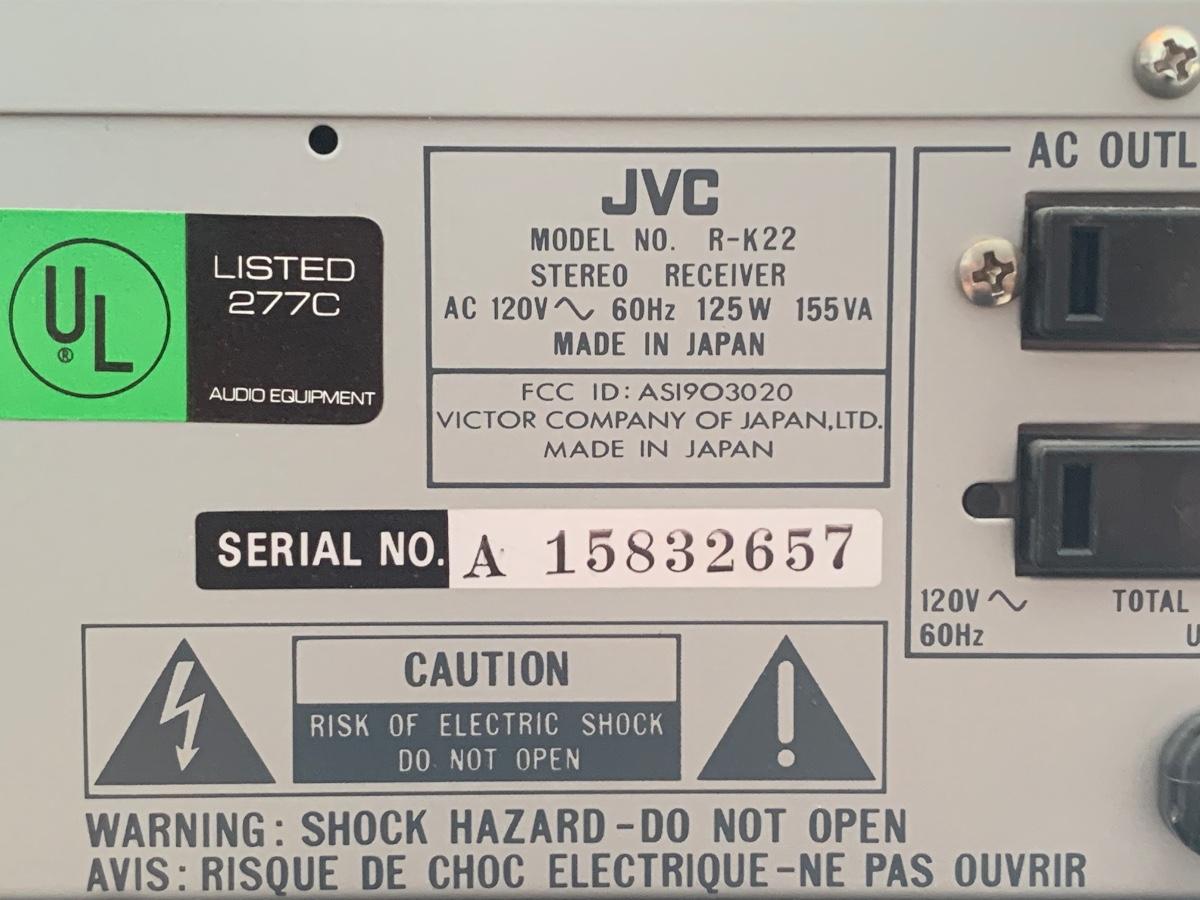 AC OUTL
UL
®
LISTED
277C
AUDIO EQUIPMENT
JVC
MODEL NO. R-K22
STEREO RECEIVER
AC 120V∿ 60Hz 125W 155VA
MADE IN JAPAN
FCC ID: ASI9O3020
VICTOR COMPANY OF JAPAN,LTD.
MADE IN JAPAN
SERIAL NO. A 15832657
120V∿ TOTAL
60Hz U
CAUTION
RISK OF ELECTRIC SHOCK
DO NOT OPEN
WARNING: SHOCK HAZARD-DO NOT OPEN
AVIS: RISQUE DE CHOC ELECTRIQUE-NE PAS OUVRIR